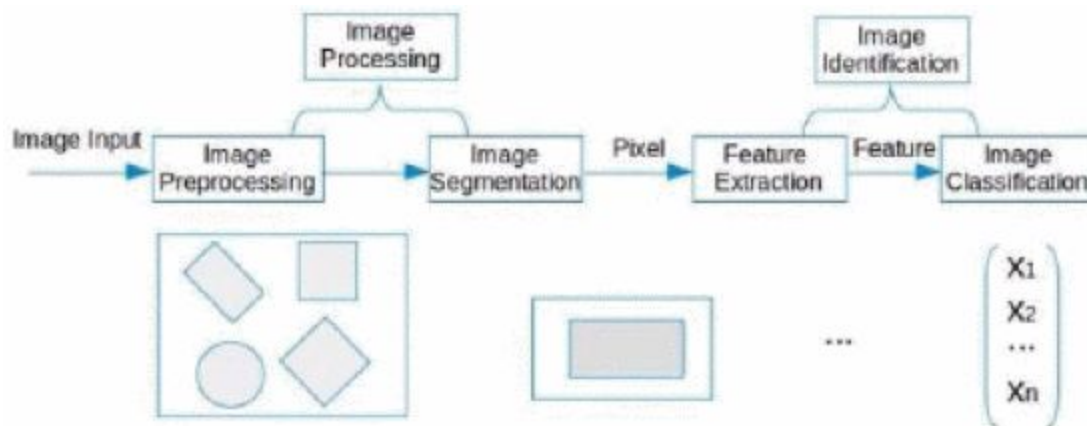 Image
Processing
Image
Identification
Image Input
Image
Preprocessing
Image
Segmentation
Pixel
Feature
Extraction
Feature
Image
Classification
X1
X2
...
...
Xn